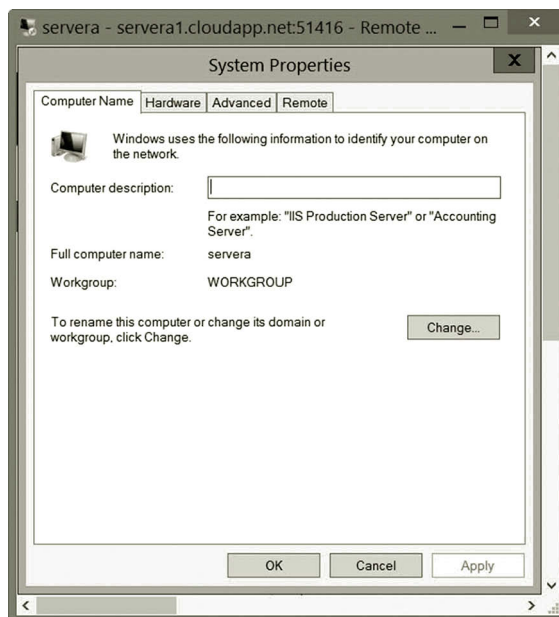 servera - servera1.cloudapp.net:51416 - Remote ...
System Properties
Computer Name Hardware Advanced Remote
Windows uses the following information to identify your computer on
the network.
Computer description:
For example: "IIS Production Server" or "Accounting
Server".
Full computer name: servera
Workgroup: WORKGROUP
To rename this computer or change its domain or
workgroup, click Change.
Change...
OK Cancel Apply